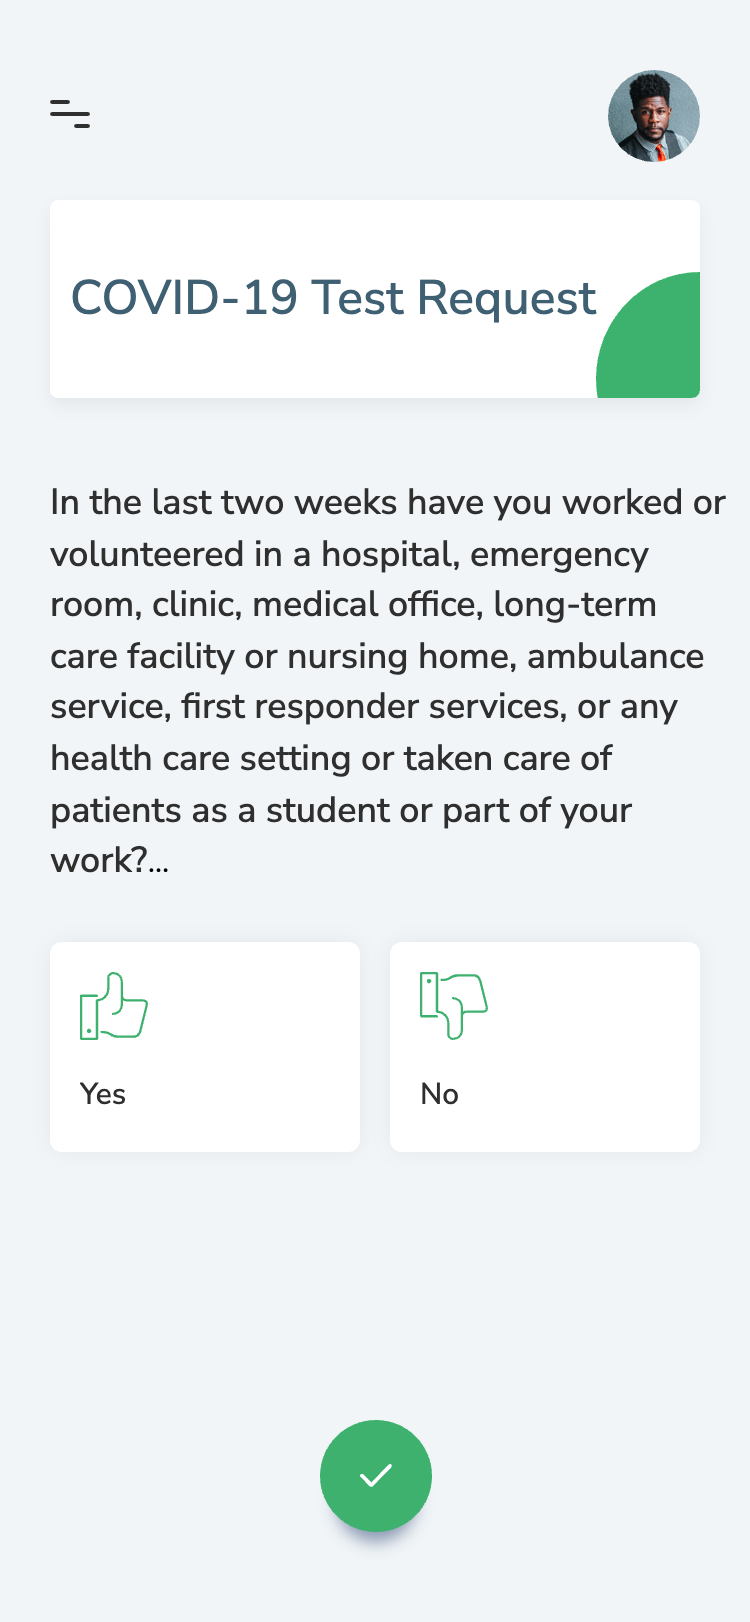 COVID-19 Test Request
In the last two weeks have you worked or
volunteered in a hospital, emergency
room, clinic, medical office, long-term
care facility or nursing home, ambulance
service, first responder services, or any
health care setting or taken care of
patients as a student or part of your
work?...
Yes
No